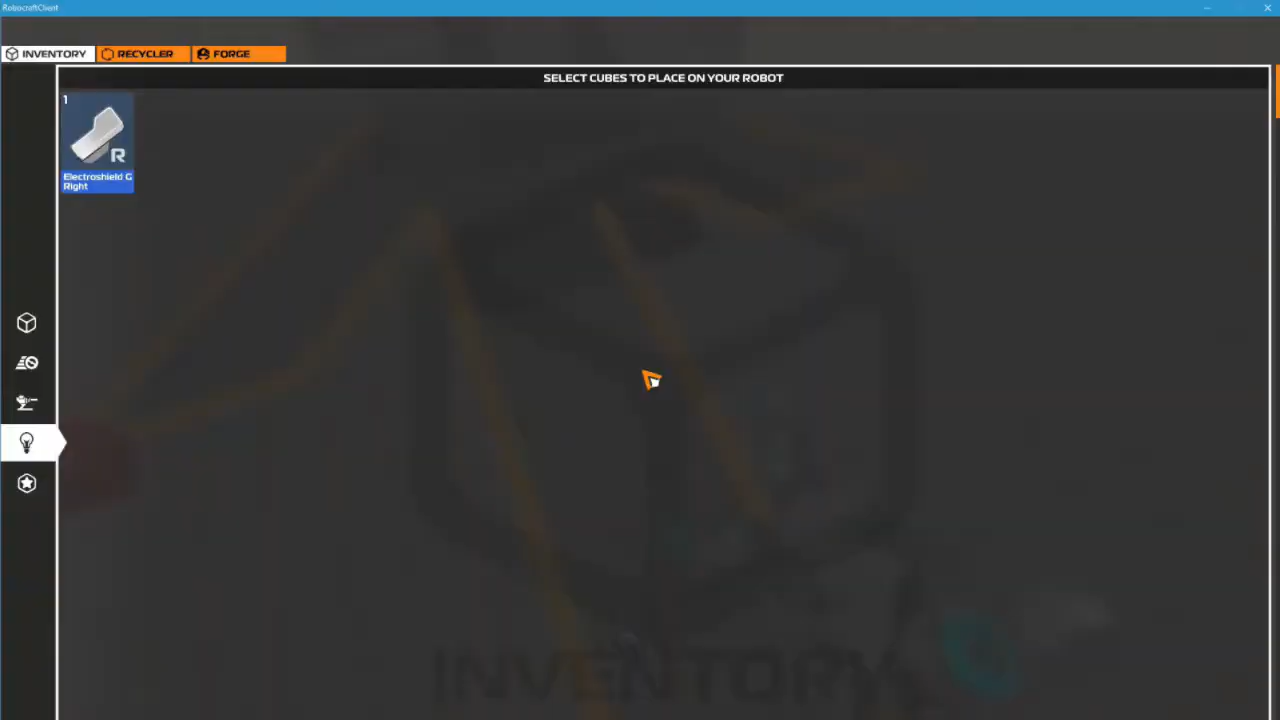 RobocraftClient
INVENTORY RECYCLER FORGE
SELECT CUBES TO PLACE ON YOUR ROBOT
1
R
Electroshield G
Right
INVENTORY